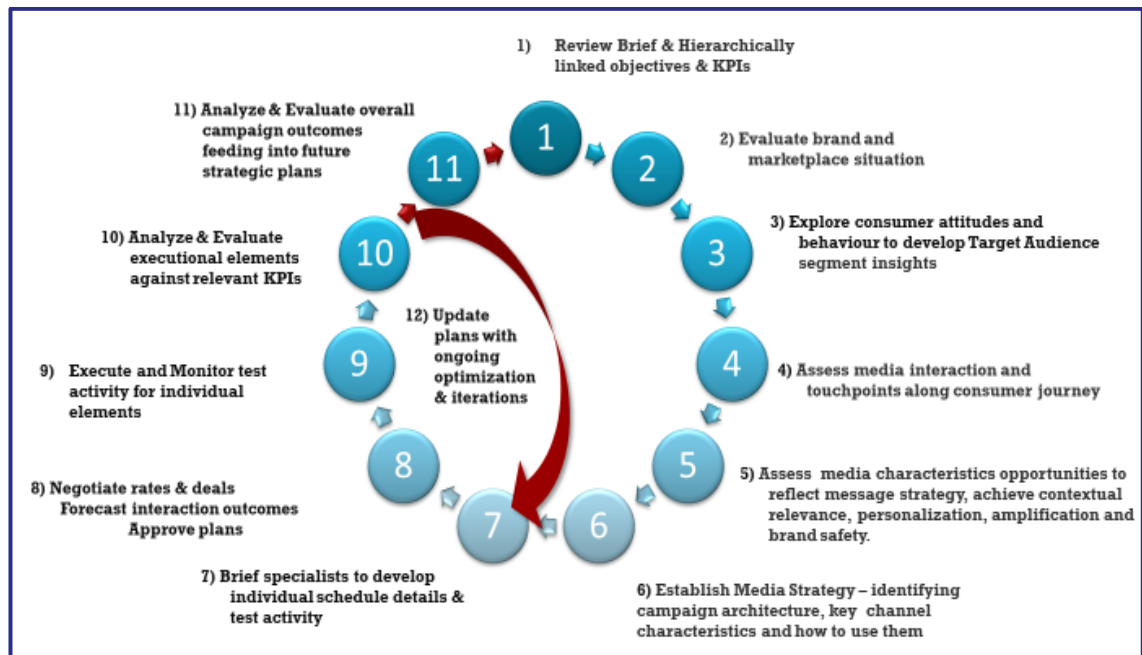 1) Review Brief & Hierarchically
linked objectives & KPIs
2) Evaluate brand and
marketplace situation
3) Explore consumer attitudes and
behaviour to develop Target Audience
segment insights
4) Assess media interaction and
touchpoints along consumer journey
5) Assess media characteristics opportunities to
reflect message strategy, achieve contextual
relevance, personalization, amplification and
brand safety.
6) Establish Media Strategy – identifying
campaign architecture, key channel
characteristics and how to use them
7) Brief specialists to develop
individual schedule details &
test activity
8) Negotiate rates & deals
Forecast interaction outcomes
Approve plans
9) Execute and Monitor test
activity for individual
elements
10) Analyze & Evaluate
executional elements
against relevant KPIs
11) Analyze & Evaluate overall
campaign outcomes
feeding into future
strategic plans
12) Update
plans with
ongoing
optimization
& iterations
1
2
3
4
5
6
7
8
9
10
11